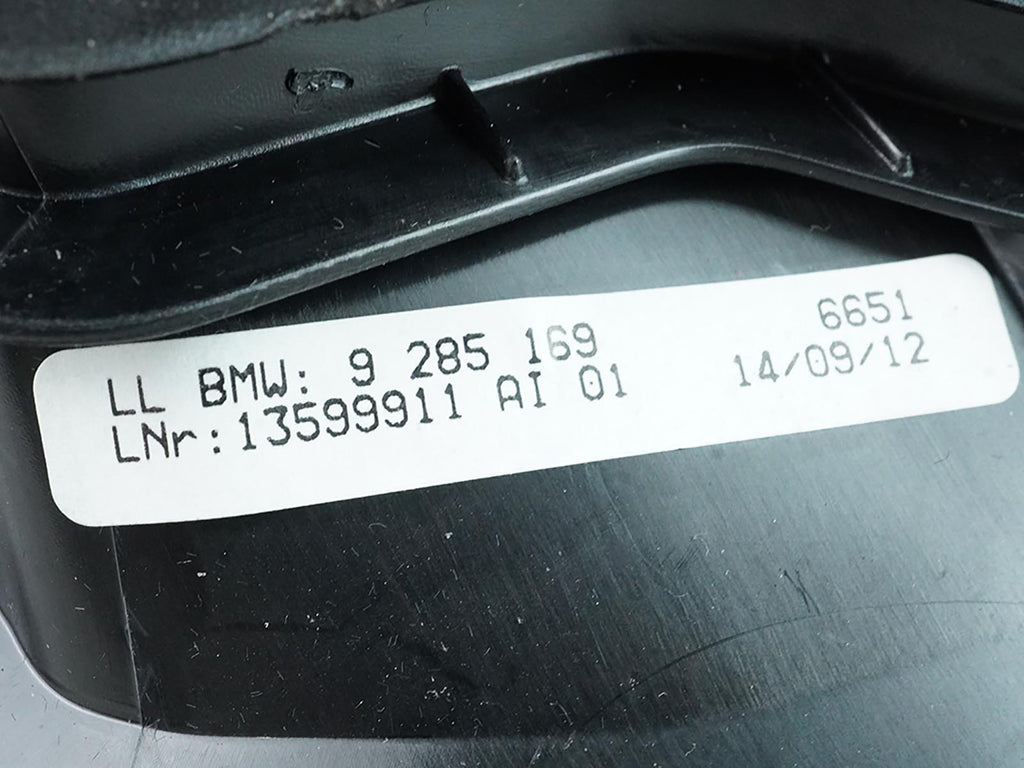 LL BMW: 9 285 169 6651
LNr:13599911 AI 01 14/09/12